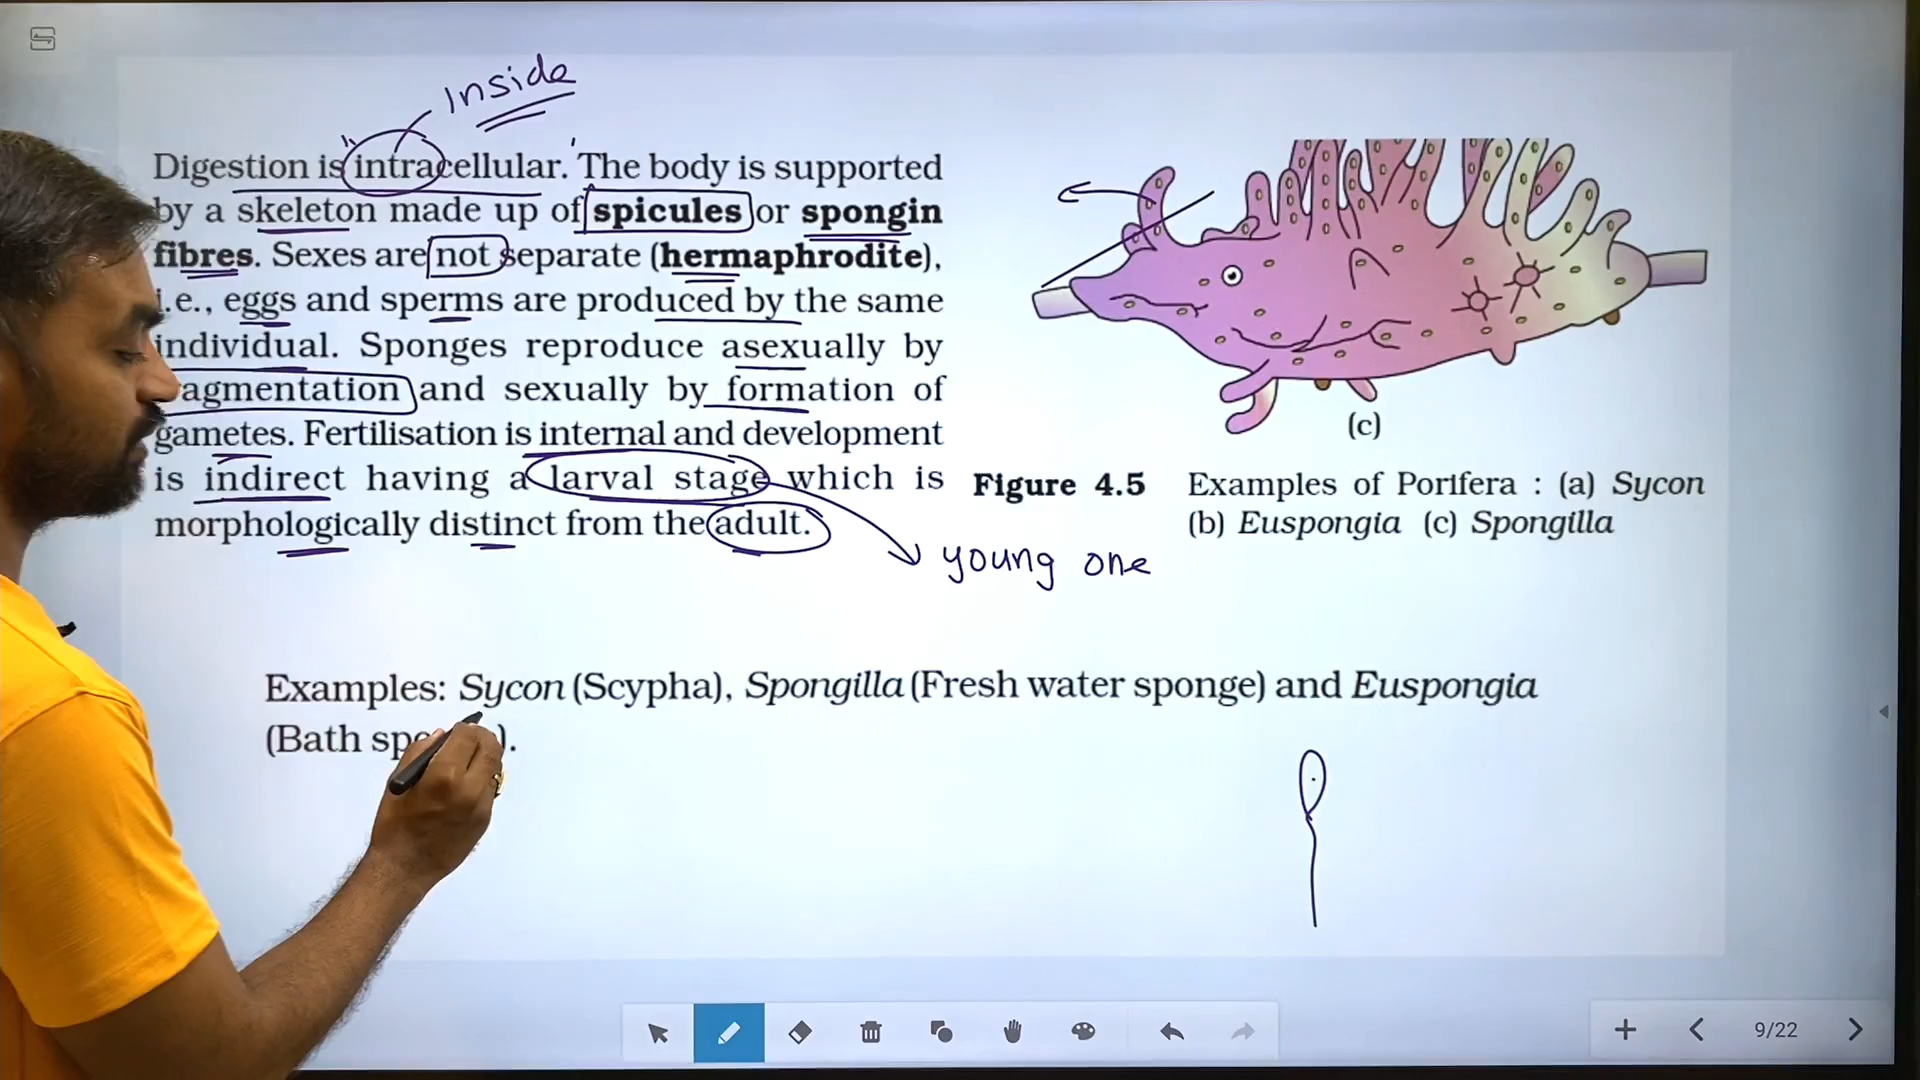 Inside
Digestion is intracellular. The body is supported
by a skeleton made up of spicules or spongin
fibres. Sexes are not separate (hermaphrodite),
i.e., eggs and sperms are produced by the same
individual. Sponges reproduce asexually by
ragmentation and sexually by formation of
gametes. Fertilisation is internal and development
is indirect having a larval stage which is
morphologically distinct from the adult.
young one
(c)
Figure 4.5 Examples of Porifera : (a) Sycon
(b) Euspongia (c) Spongilla
Examples: Sycon (Scypha), Spongilla (Fresh water sponge) and Euspongia
(Bath
9/22